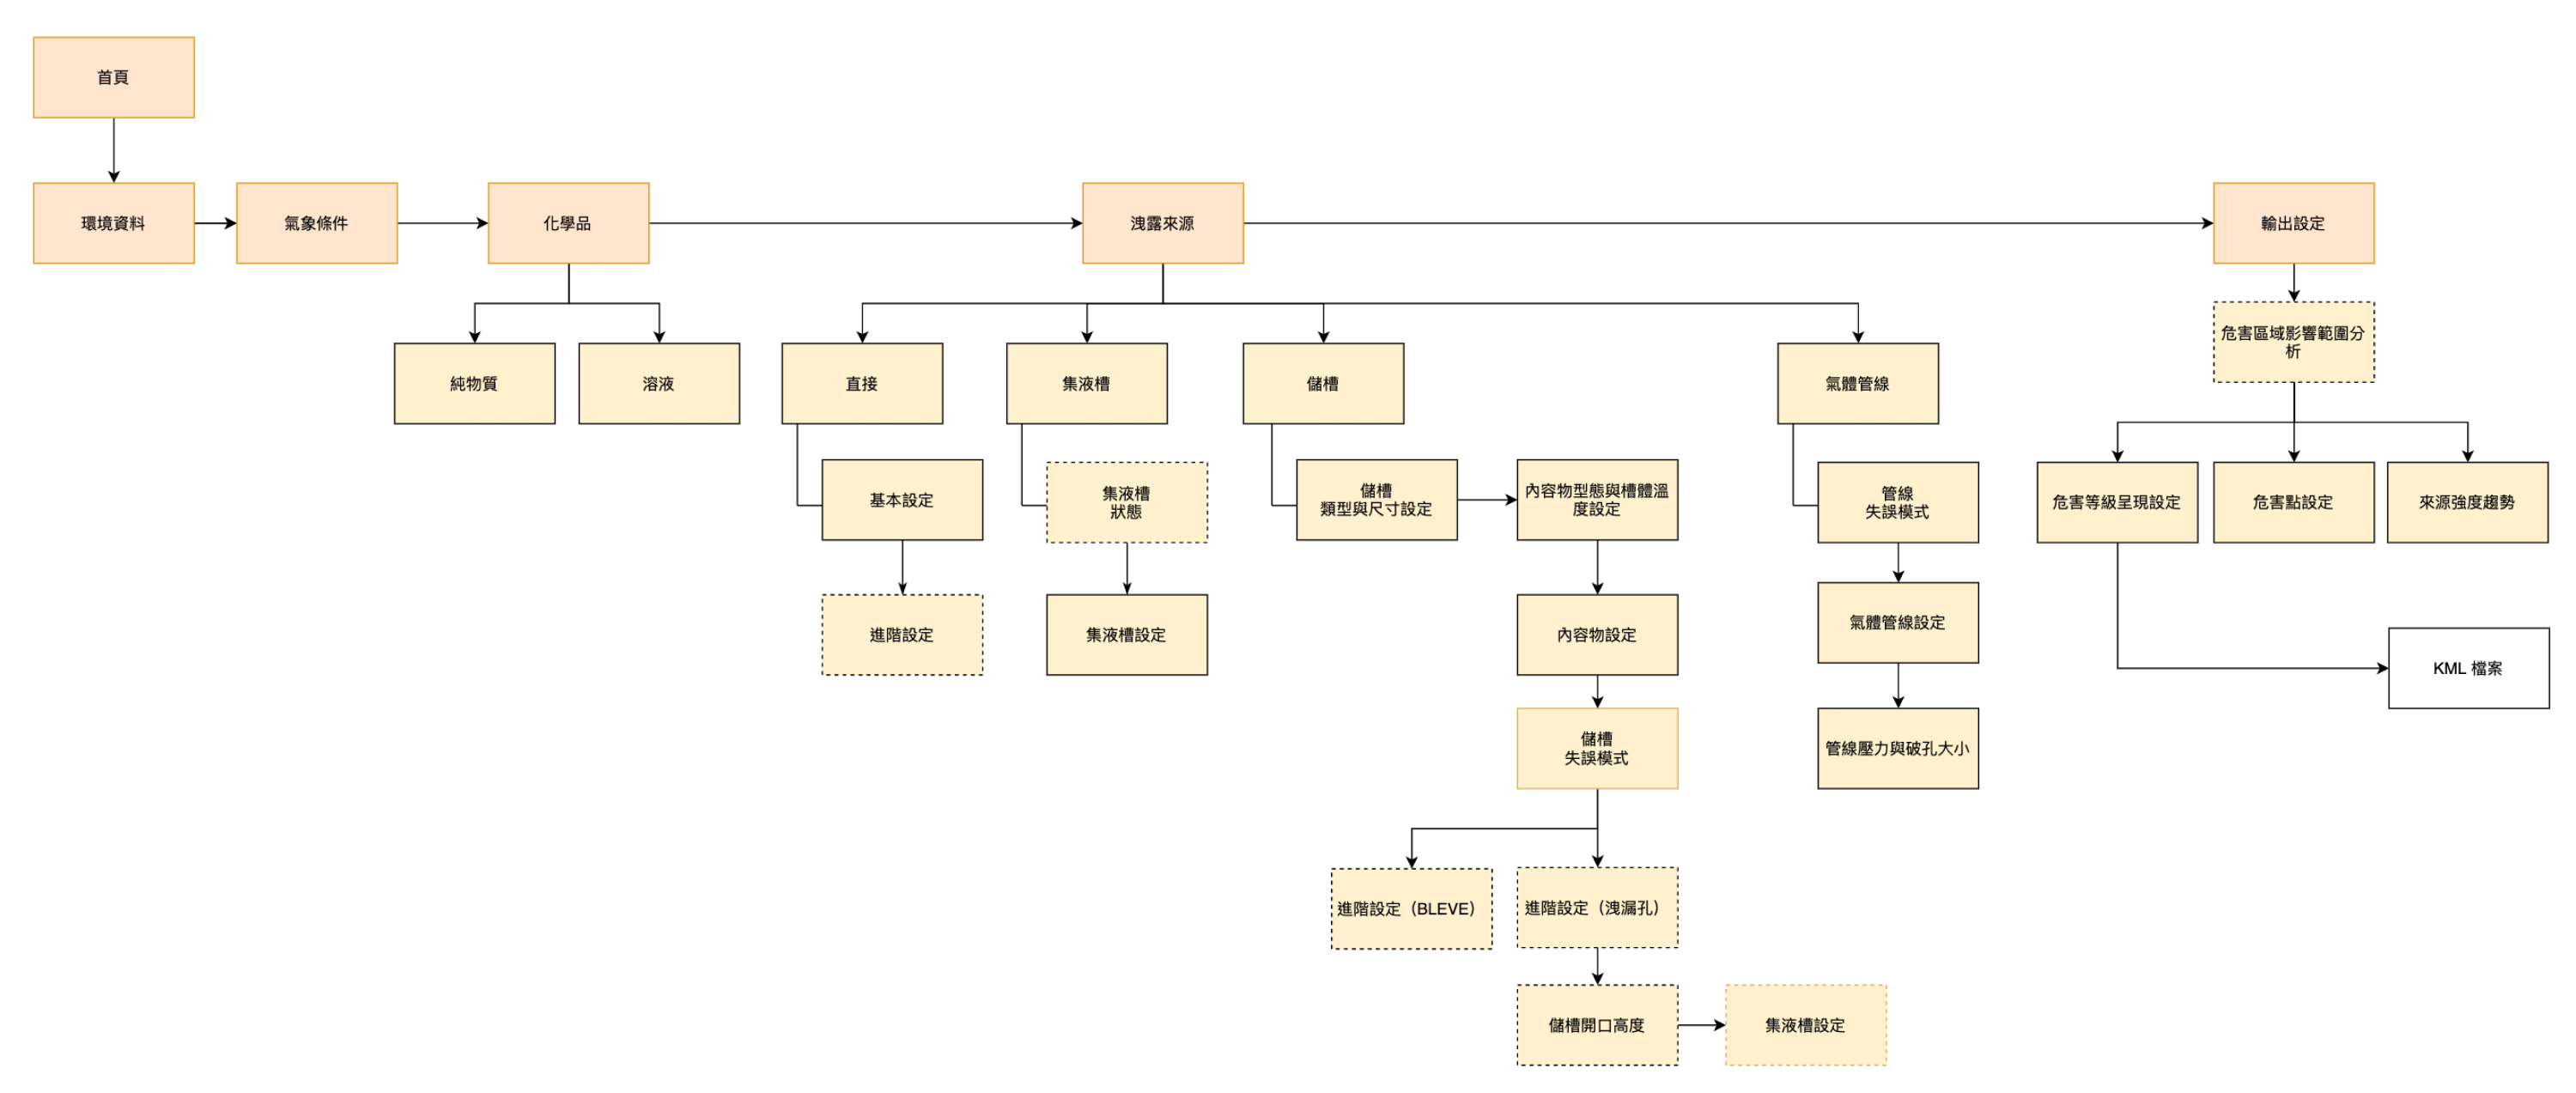 首頁
環境資料
氣象條件
化學品
洩露來源
輸出設定
危害區域影響範圍分
析
純物質
溶液
直接
集液槽
儲槽
氣體管線
基本設定
集液槽
狀態
儲槽
類型與尺寸設定
內容物型態與槽體溫
度設定
管線
失誤模式
危害等級呈現設定
危害點設定
來源強度趨勢
進階設定
集液槽設定
內容物設定
氣體管線設定
KML 檔案
儲槽
失誤模式
管線壓力與破孔大小
進階設定（BLEVE）
進階設定（洩漏孔）
儲槽開口高度
集液槽設定